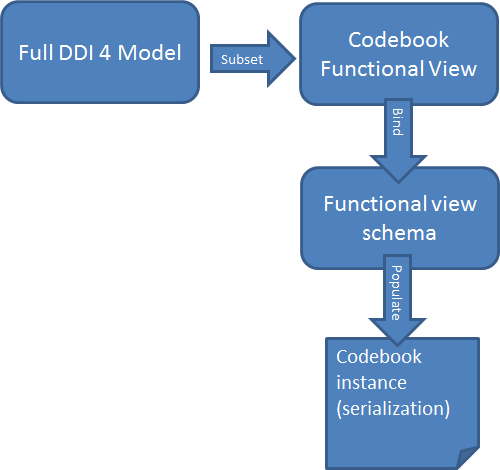 Full DDI 4 Model
Subset
Codebook
Functional View
Bind
Functional view
schema
Populate
Codebook
instance
(serialization)